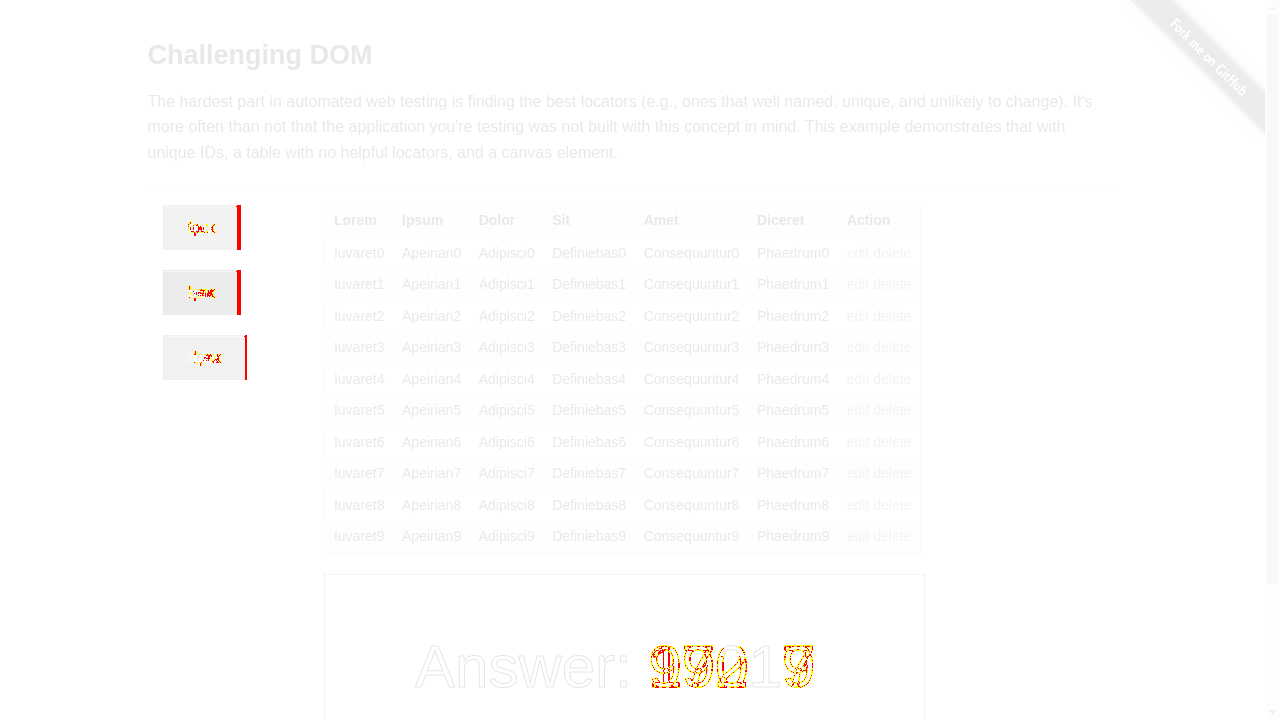 Fork me on GitHub
Challenging DOM
The hardest part in automated web testing is finding the best locators (e.g., ones that well named, unique, and unlikely to change). It's
more often than not that the application you're testing was not built with this concept in mind. This example demonstrates that with
unique IDs, a table with no helpful locators, and a canvas element.
Lorem Ipsum Dolor Sit Amet Diceret Action
Iuvaret0 Apeirian0 Adipisci0 Definiebas0 Consequuntur0 Phaedrum0 edit delete
Iuvaret1 Apeirian1 Adipisci1 Definiebas1 Consequuntur1 Phaedrum1 edit delete
Iuvaret2 Apeirian2 Adipisci2 Definiebas2 Consequuntur2 Phaedrum2 edit delete
Iuvaret3 Apeirian3 Adipisci3 Definiebas3 Consequuntur3 Phaedrum3 edit delete
Iuvaret4 Apeirian4 Adipisci4 Definiebas4 Consequuntur4 Phaedrum4 edit delete
Iuvaret5 Apeirian5 Adipisci5 Definiebas5 Consequuntur5 Phaedrum5 edit delete
Iuvaret6 Apeirian6 Adipisci6 Definiebas6 Consequuntur6 Phaedrum6 edit delete
Iuvaret7 Apeirian7 Adipisci7 Definiebas7 Consequuntur7 Phaedrum7 edit delete
Iuvaret8 Apeirian8 Adipisci8 Definiebas8 Consequuntur8 Phaedrum8 edit delete
Iuvaret9 Apeirian9 Adipisci9 Definiebas9 Consequuntur9 Phaedrum9 edit delete
Answer: